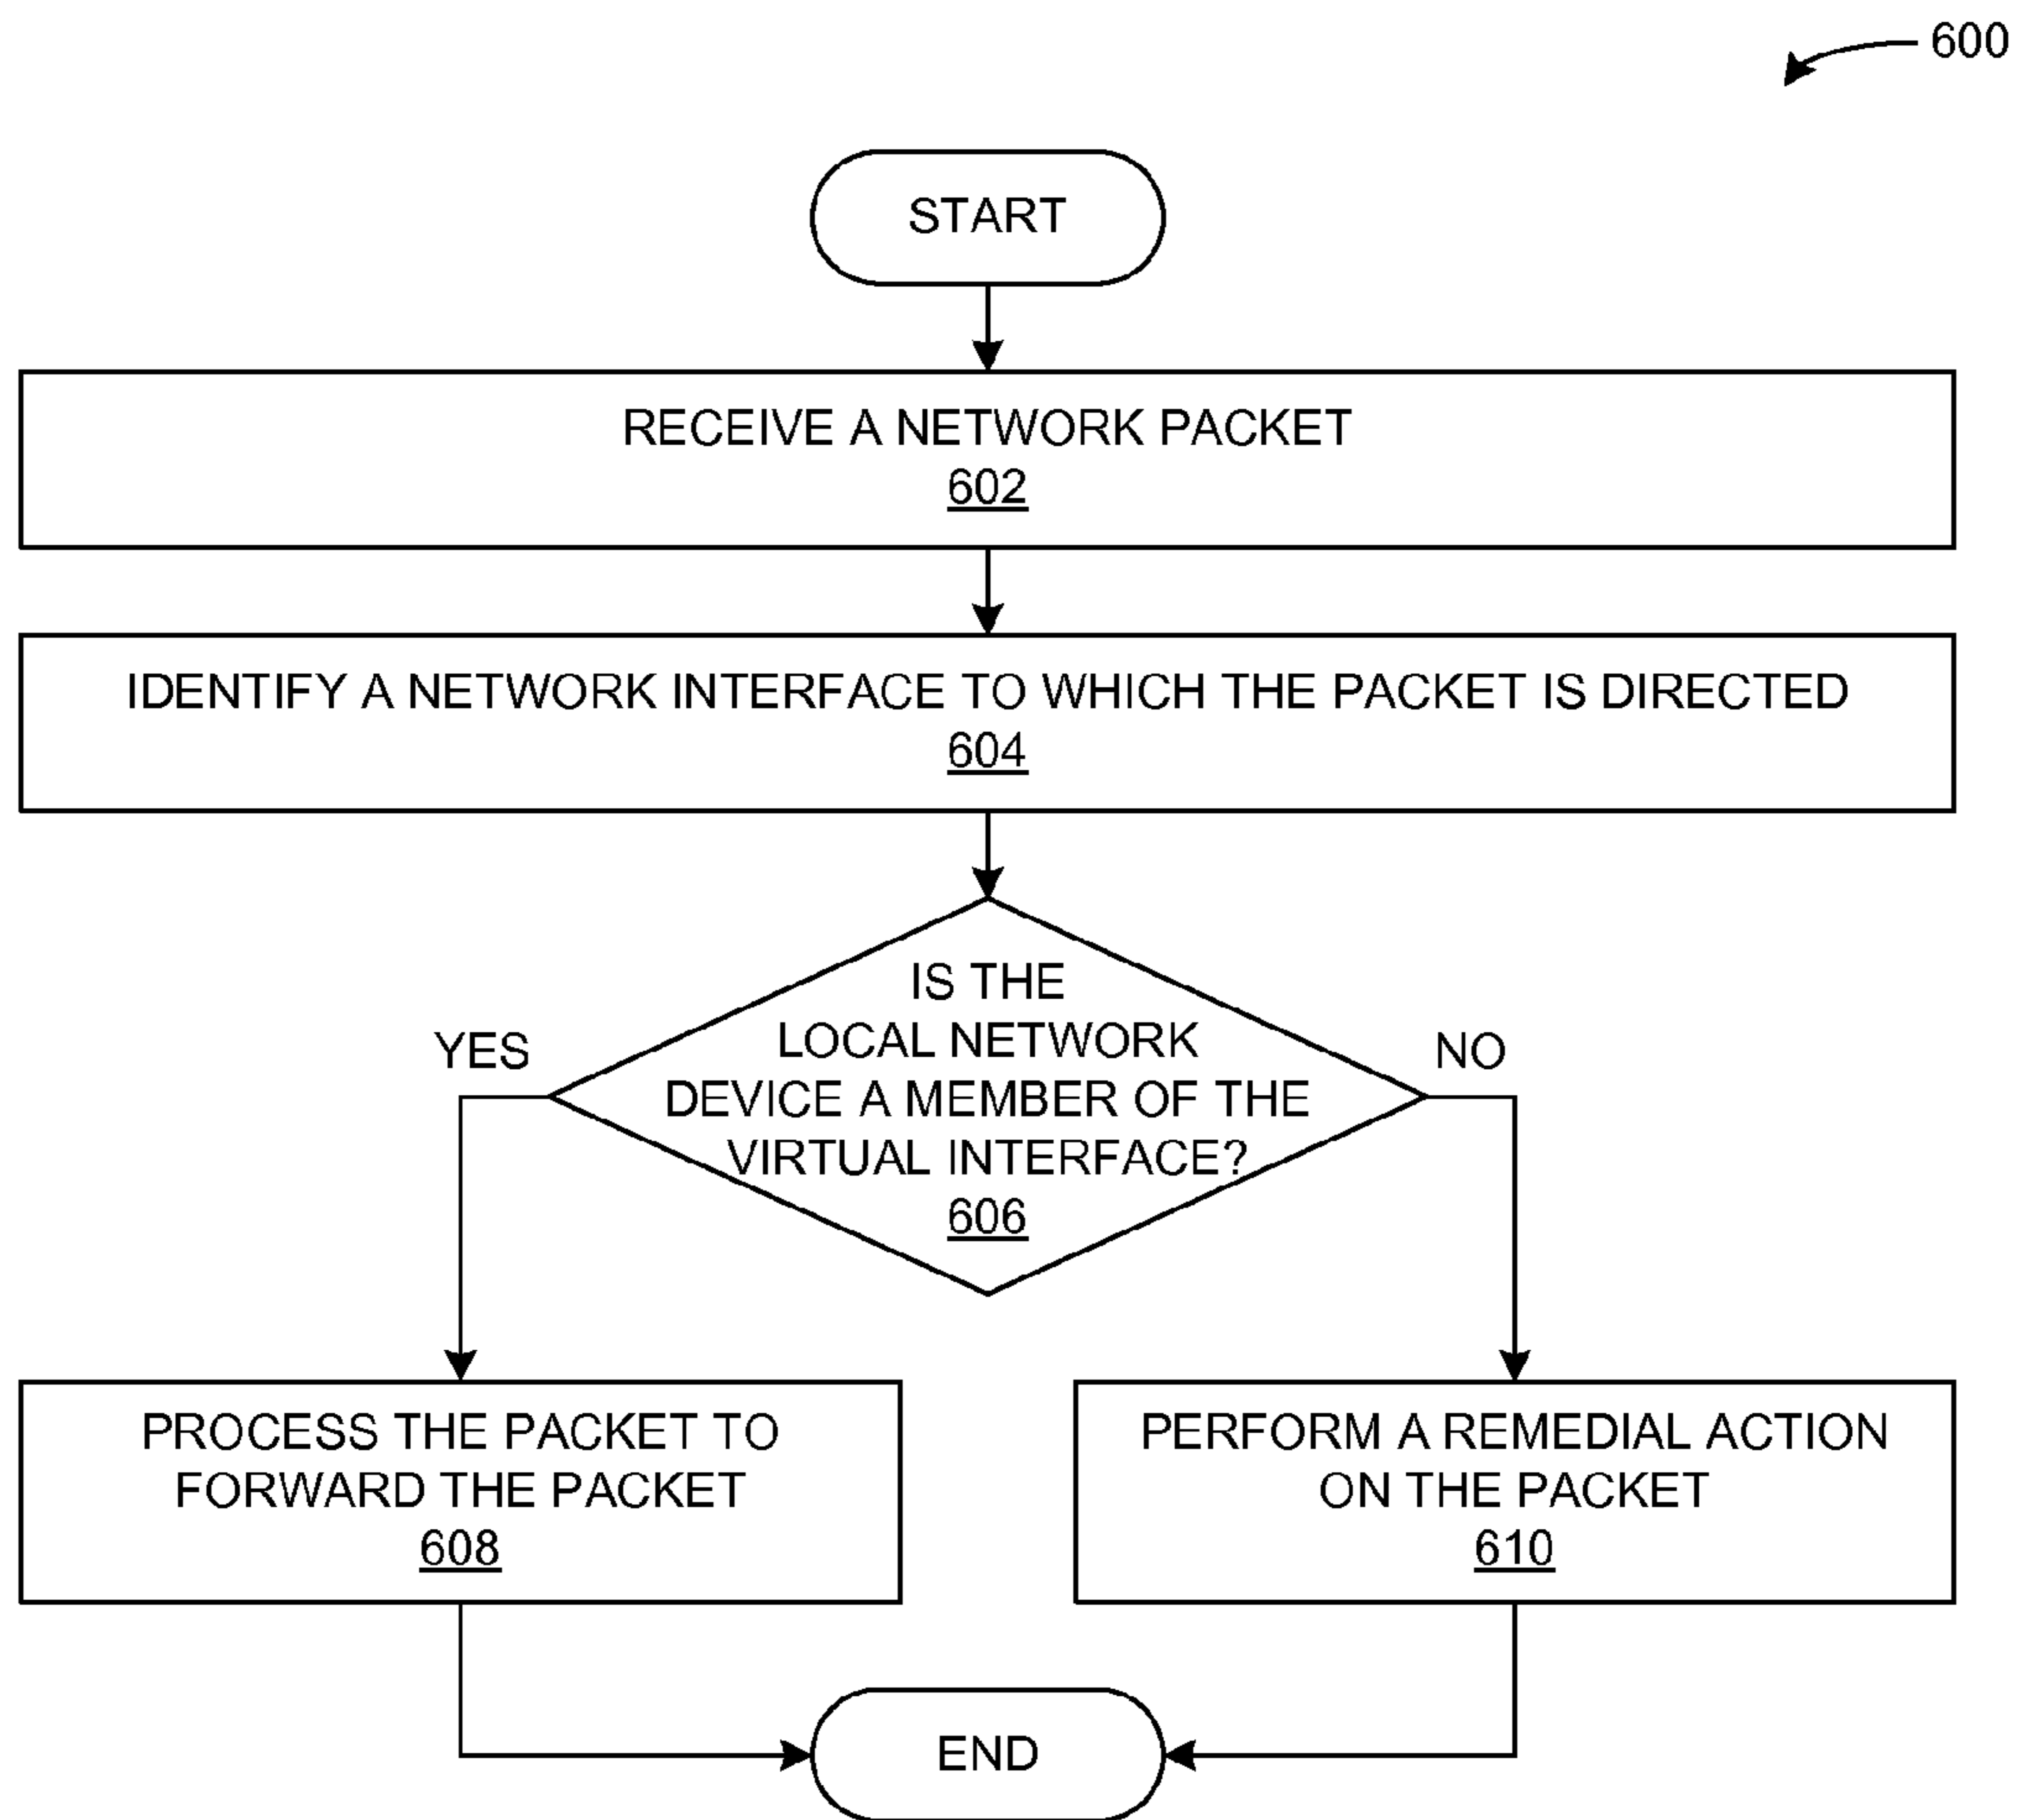 600
START
RECEIVE A NETWORK PACKET
602
IDENTIFY A NETWORK INTERFACE TO WHICH THE PACKET IS DIRECTED
604
IS THE
LOCAL NETWORK
DEVICE A MEMBER OF THE
VIRTUAL INTERFACE?
606
YES
NO
PROCESS THE PACKET TO
FORWARD THE PACKET
608
PERFORM A REMEDIAL ACTION
ON THE PACKET
610
END